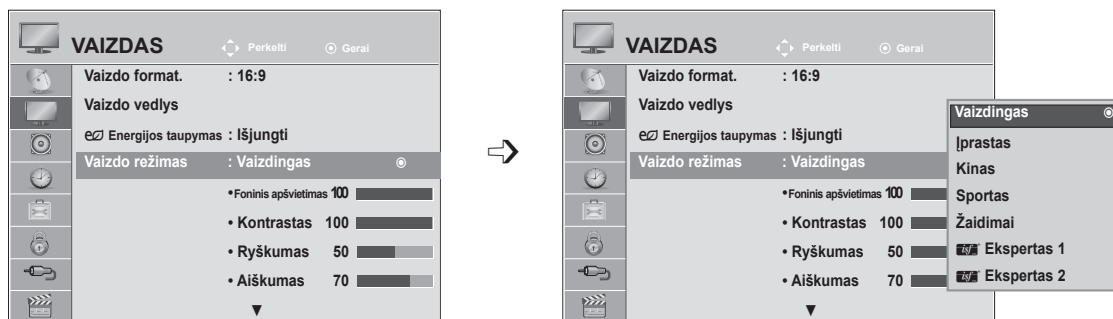 VAIZDAS Perkelti Gerai
Vaizdo format. : 16:9
Vaizdo vedlys
e Energijos taupymas : Išjungti
Vaizdo režimas : Vaizdingas
• Foninis apšvietimas 100
• Kontrastas 100
• Ryškumas 50
• Aiškumas 70
▼
VAIZDAS Perkelti Gerai
Vaizdo format. : 16:9
Vaizdo vedlys
e Energijos taupymas : Išjungti
Vaizdo režimas : Vaizdingas
• Foninis apšvietimas 100
• Kontrastas 100
• Ryškumas 50
• Aiškumas 70
▼
Vaizdingas
Įprastas
Kinas
Sportas
Žaidimai
isf Ekspertas 1
isf Ekspertas 2